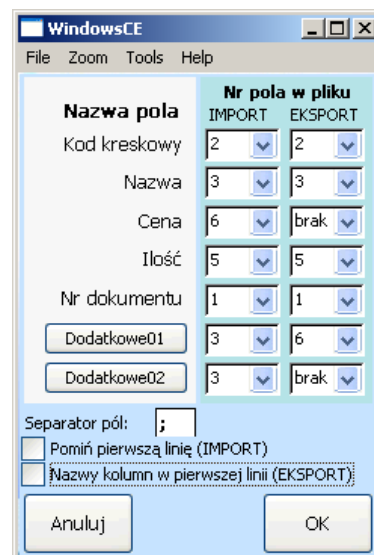 WindowsCE
File Zoom Tools Help
Nr pola w pliku
Nazwa pola IMPORT EKSPORT
Kod kreskowy 2 2
Nazwa 3 3
Cena 6 brak
Ilość 5 5
Nr dokumentu 1 1
Dodatkowe01 3 6
Dodatkowe02 3 brak
Separator pól: ;
Pomiń pierwszą linię (IMPORT)
Nazwy kolumn w pierwszej linii (EKSPORT)
Anuluj OK